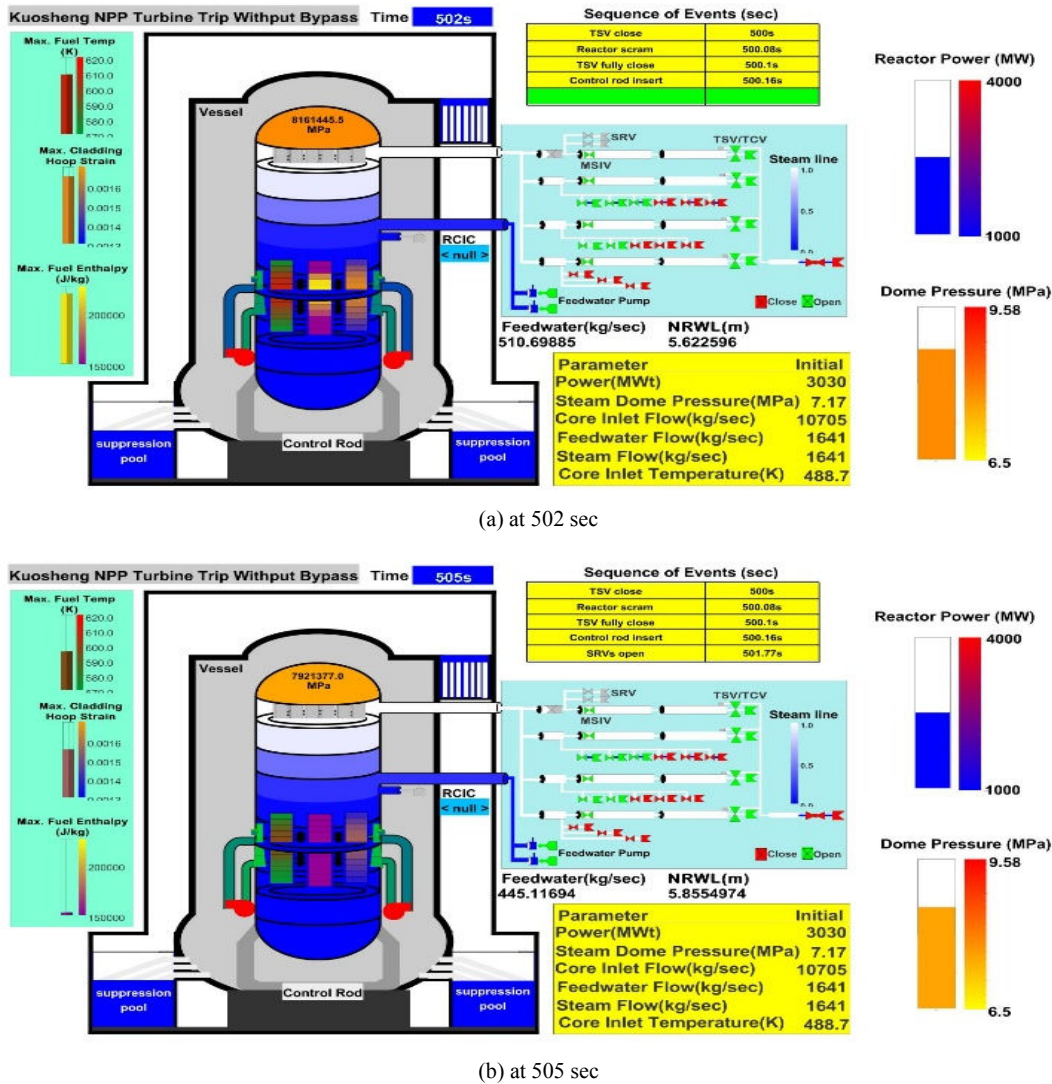 Kuosheng NPP Turbine Trip Withput Bypass Time 502s
Max. Fuel Temp
(K)
620.0
610.0
600.0
590.0
580.0
Max. Cladding
Hoop Strain
0.0016
0.0015
0.0014
Max. Fuel Enthalpy
(J/kg)
200000
150000
Vessel
8161445.5
MPa
RCIC
< null >
suppression
pool
Control Rod
suppression
pool
Sequence of Events (sec)
TSV close 500s
Reactor scram 500.08s
TSV fully close 500.1s
Control rod insert 500.16s
SRV
TSV/TCV
MSIV
Steam line
1.0
0.5
Feedwater Pump
Close Open
Feedwater(kg/sec) NRWL(m)
510.69885 5.622596
Parameter Initial
Power(MWt) 3030
Steam Dome Pressure(MPa) 7.17
Core Inlet Flow(kg/sec) 10705
Feedwater Flow(kg/sec) 1641
Steam Flow(kg/sec) 1641
Core Inlet Temperature(K) 488.7
Reactor Power (MW)
4000
1000
Dome Pressure (MPa)
9.58
6.5
(a) at 502 sec
Kuosheng NPP Turbine Trip Withput Bypass Time 505s
Max. Fuel Temp
(K)
620.0
610.0
600.0
590.0
580.0
Max. Cladding
Hoop Strain
0.0016
0.0015
0.0014
Max. Fuel Enthalpy
(J/kg)
200000
150000
Vessel
7921377.0
MPa
RCIC
< null >
suppression
pool
Control Rod
suppression
pool
Sequence of Events (sec)
TSV close 500s
Reactor scram 500.08s
TSV fully close 500.1s
Control rod insert 500.16s
SRVs open 501.77s
SRV
TSV/TCV
MSIV
Steam line
1.0
0.5
Feedwater Pump
Close Open
Feedwater(kg/sec) NRWL(m)
445.11694 5.8554974
Parameter Initial
Power(MWt) 3030
Steam Dome Pressure(MPa) 7.17
Core Inlet Flow(kg/sec) 10705
Feedwater Flow(kg/sec) 1641
Steam Flow(kg/sec) 1641
Core Inlet Temperature(K) 488.7
Reactor Power (MW)
4000
1000
Dome Pressure (MPa)
9.58
6.5
(b) at 505 sec